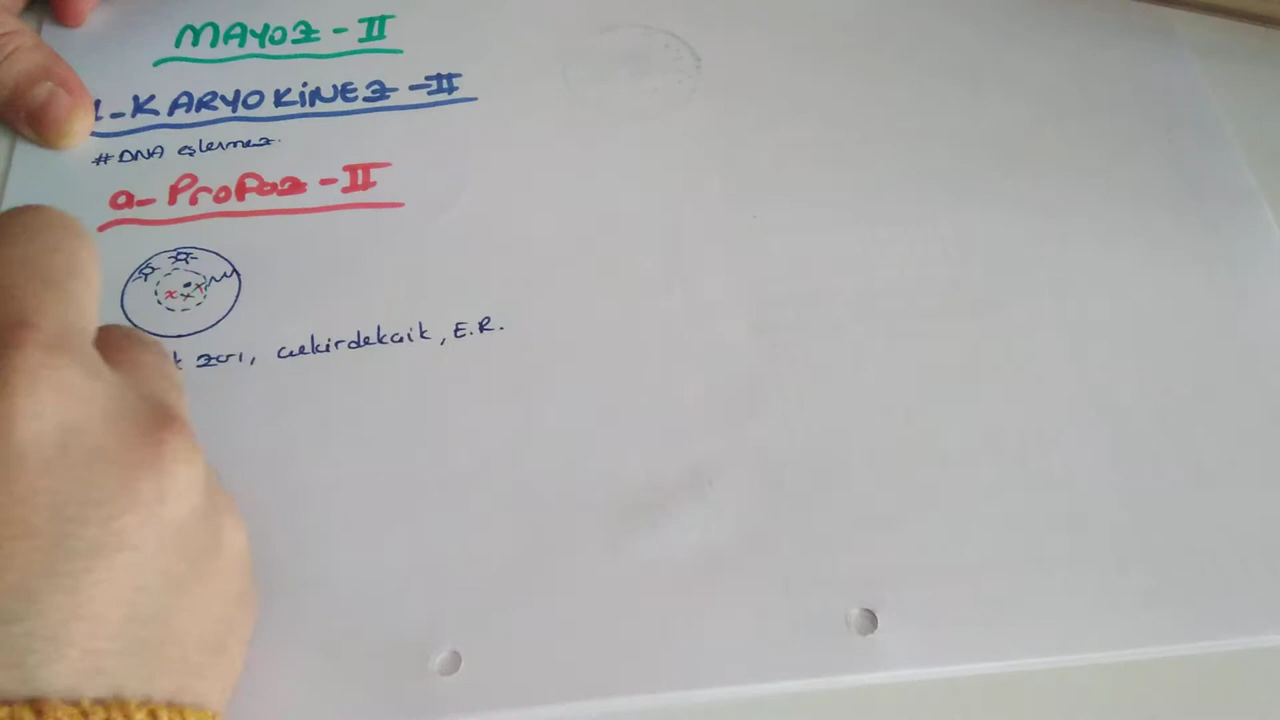 MAYOZ-II
1-KARYOKİNEZ-II
#DNA eşlenmez.
a-Profaz-II
zarı, çekirdekçik, E.R.